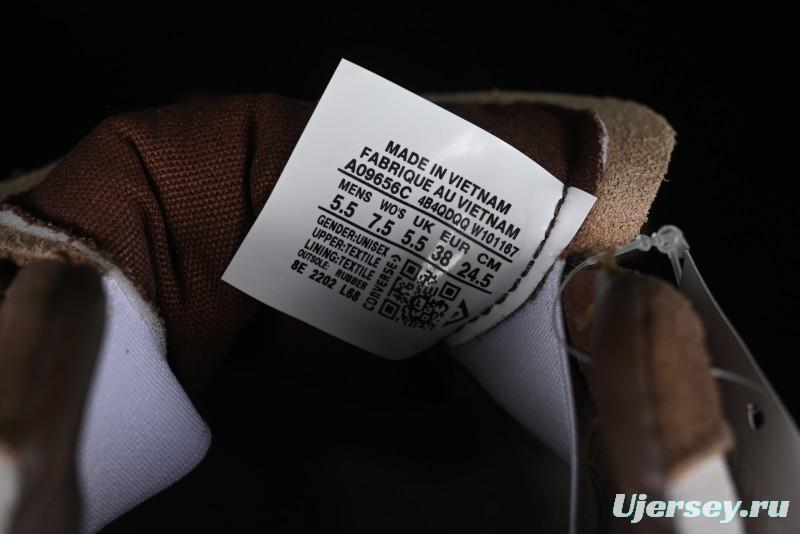 MADE IN VIETNAM
FABRIQUE AU VIETNAM
A09656C 4B4QDQQ W101167
MENS WO'S UK EUR CM
5.5 7.5 5.5 38 24.5
GENDER:UNISEX
UPPER:TEXTILE
LINING:TEXTILE
OUTSOLE: RUBBER
8E 2202 L68
CONVERSE
Ujersey.ru